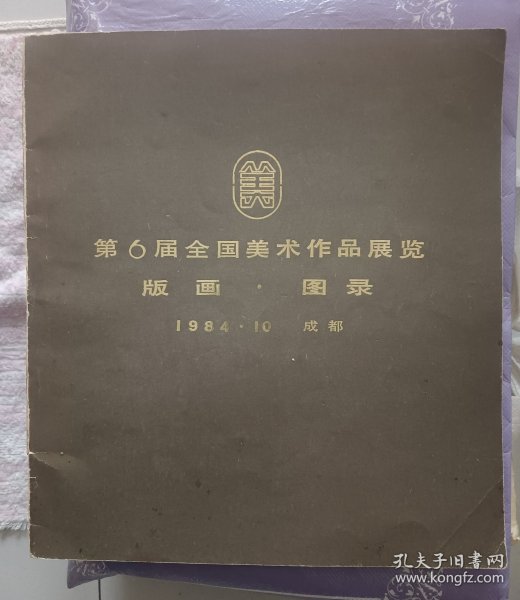 美
第6届全国美术作品展览
版画·图录
1984·10 成都
孔夫子旧书网
www.kongfz.com